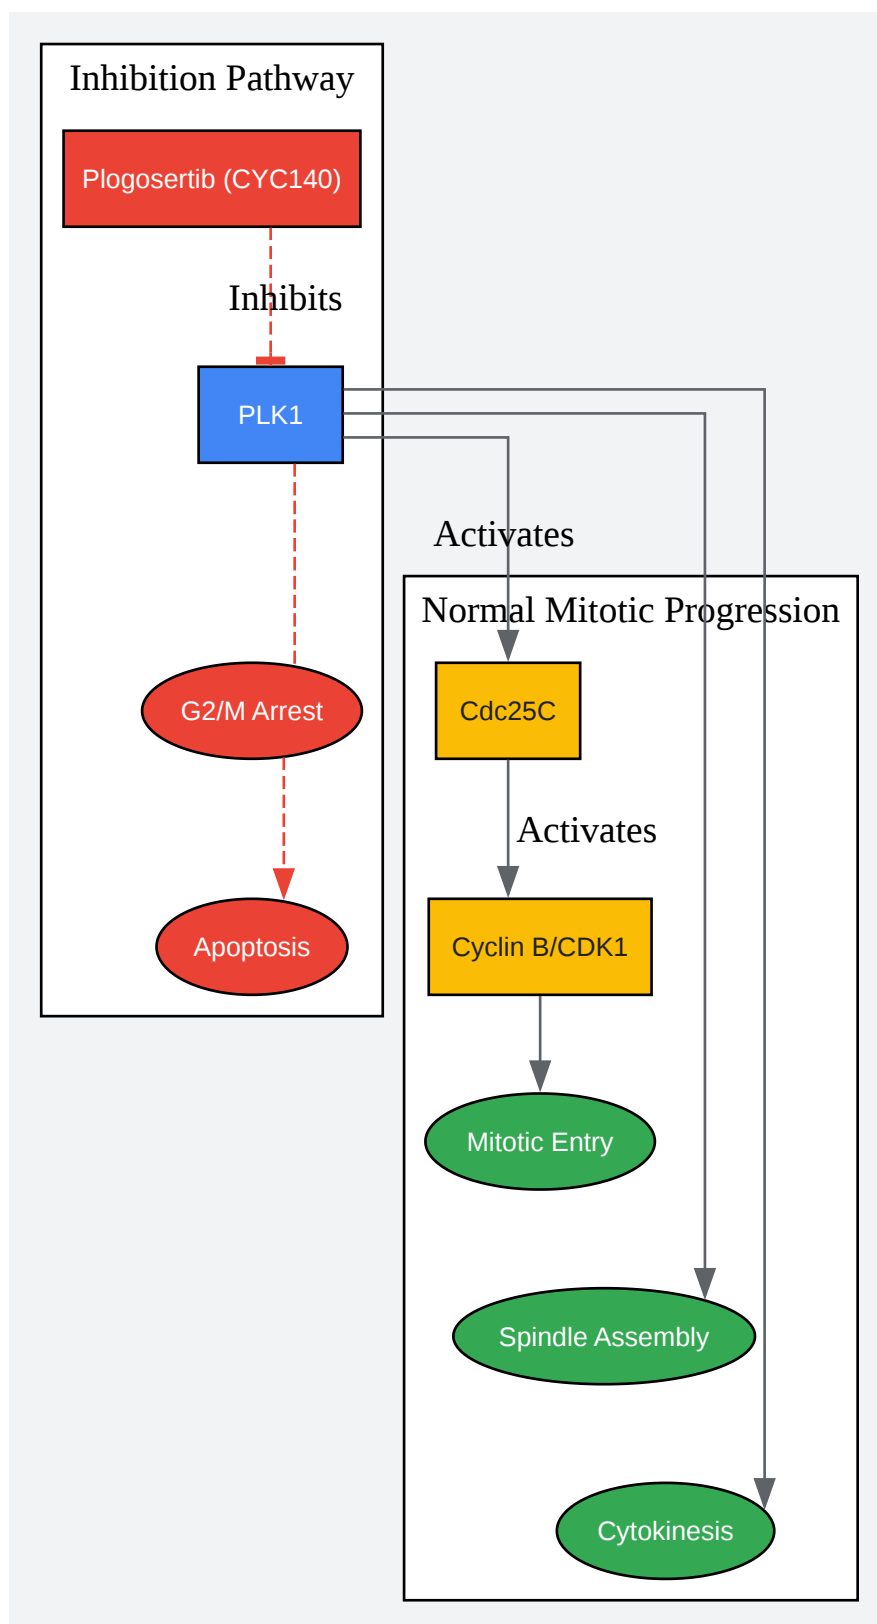 Inhibition Pathway
Plogosertib (CYC140)
Inhibits
PLK1
Activates
Normal Mitotic Progression
G2/M Arrest
Cdc25C
Activates
Apoptosis
Cyclin B/CDK1
Mitotic Entry
Spindle Assembly
Cytokinesis